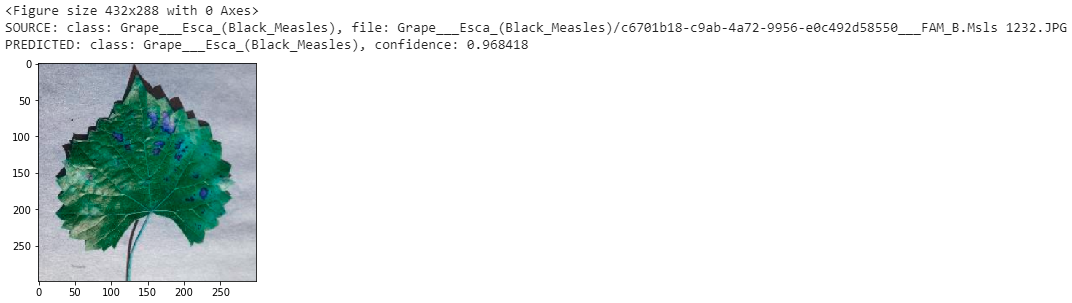 <Figure size 432x288 with 0 Axes>
SOURCE: class: Grape___Esca_(Black_Measles), file: Grape___Esca_(Black_Measles)/c6701b18-c9ab-4a72-9956-e0c492d58550___FAM_B.Msls 1232.JPG
PREDICTED: class: Grape___Esca_(Black_Measles), confidence: 0.968418
0
50
100
150
200
250
0 50 100 150 200 250